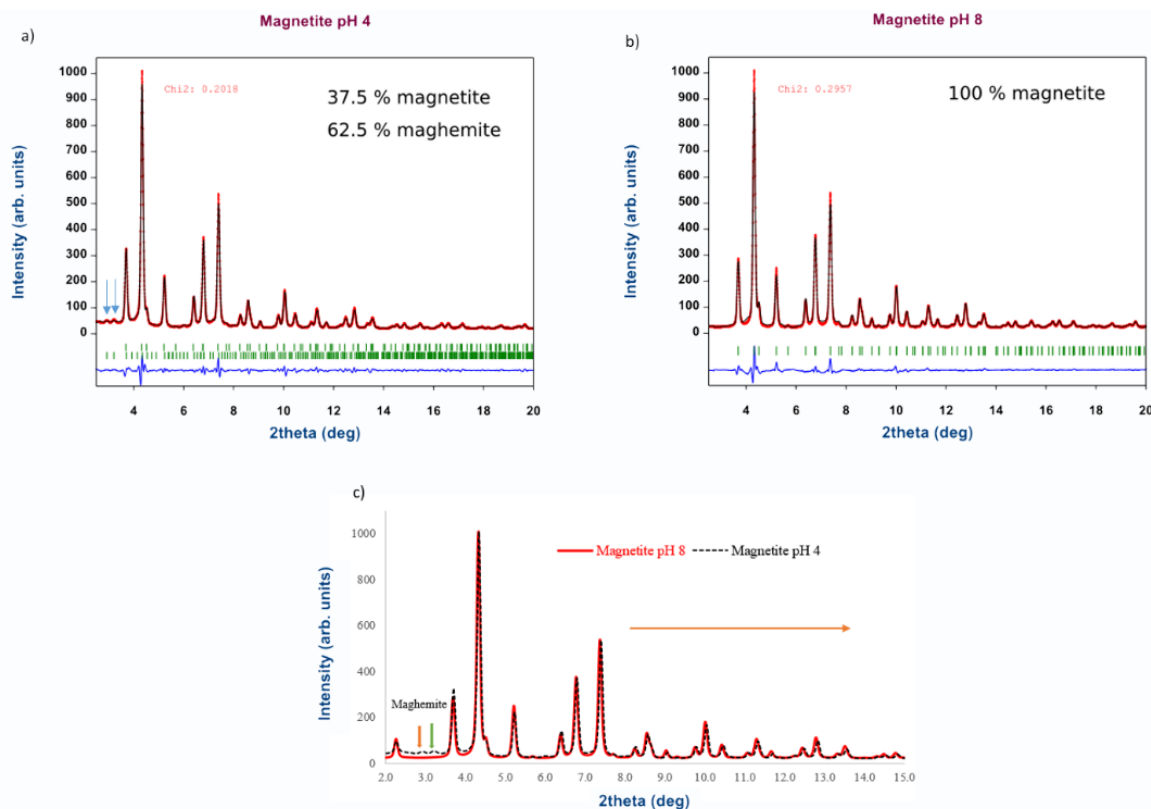 Magnetite pH 4
a)
Chi2: 0.2018
37.5 % magnetite
62.5 % maghemite
Intensity (arb. units)
1000
900
800
700
600
500
400
300
200
100
0
4 6 8 10 12 14 16 18 20
2theta (deg)
Magnetite pH 8
b)
Chi2: 0.2957
100 % magnetite
Intensity (arb. units)
1000
900
800
700
600
500
400
300
200
100
0
4 6 8 10 12 14 16 18 20
2theta (deg)
c)
Magnetite pH 8 Magnetite pH 4
Maghemite
Intensity (arb. units)
1000
800
600
400
200
0
2.0 3.0 4.0 5.0 6.0 7.0 8.0 9.0 10.0 11.0 12.0 13.0 14.0 15.0
2theta (deg)